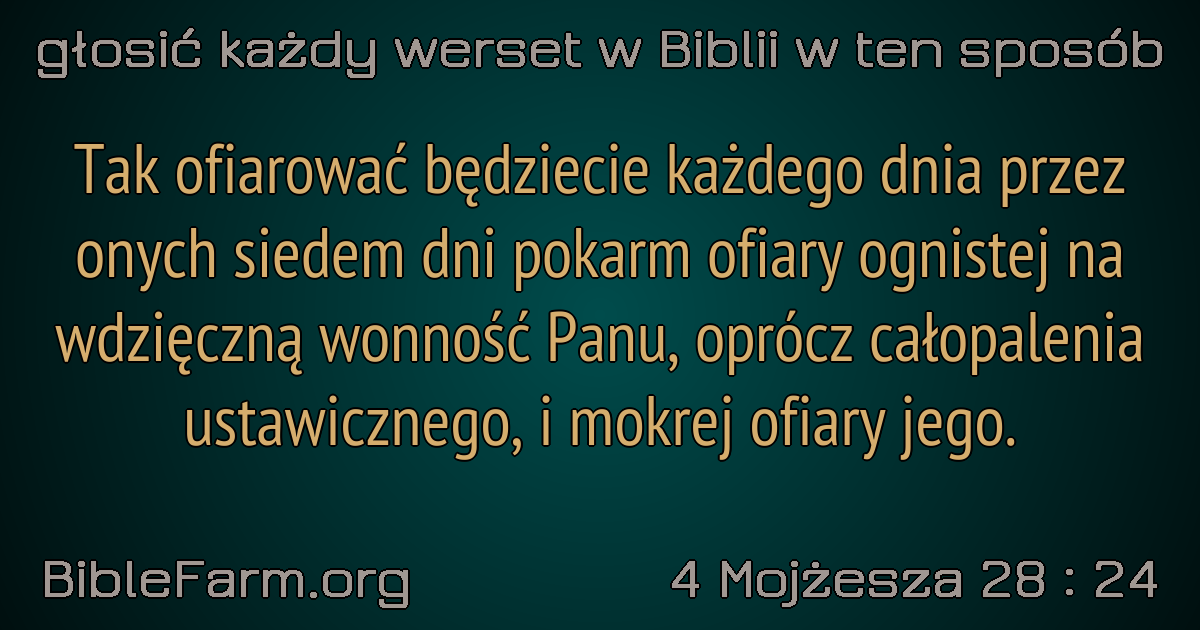 głosić każdy werset w Biblii w ten sposób
Tak ofiarować będziecie każdego dnia przez
onych siedem dni pokarm ofiary ognistej na
wdzięczną wonność Panu, oprócz całopalenia
ustawicznego, i mokrej ofiary jego.
BibleFarm.org
4 Mojżesza 28 : 24